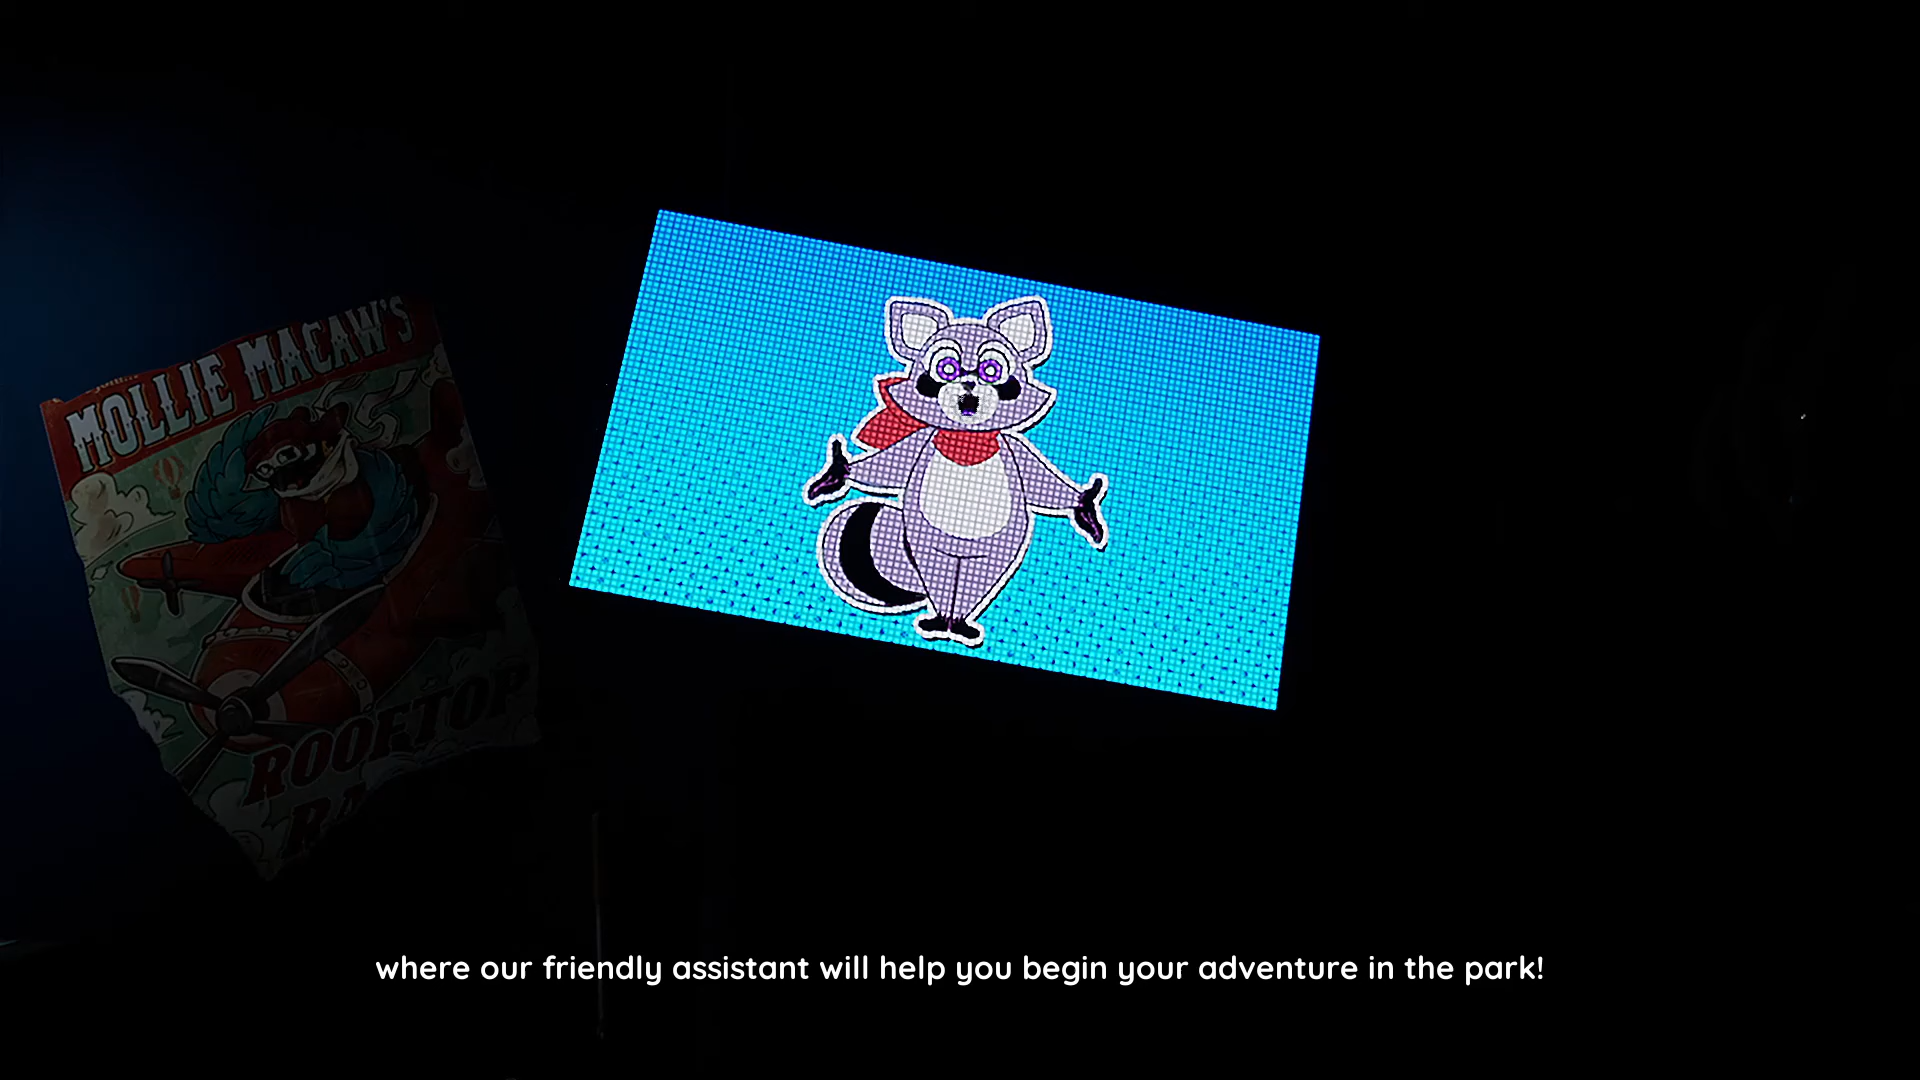 MOLLIE MACAW'S
ROOFTOP
where our friendly assistant will help you begin your adventure in the park!